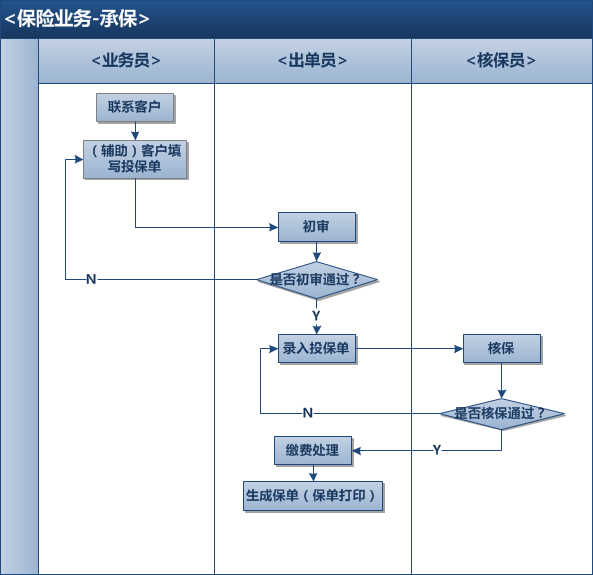 <保险业务-承保>
<业务员>
<出单员>
<核保员>
联系客户
（辅助）客户填
写投保单
初审
是否初审通过？
N
Y
录入投保单
核保
是否核保通过？
N
Y
缴费处理
生成保单（保单打印）